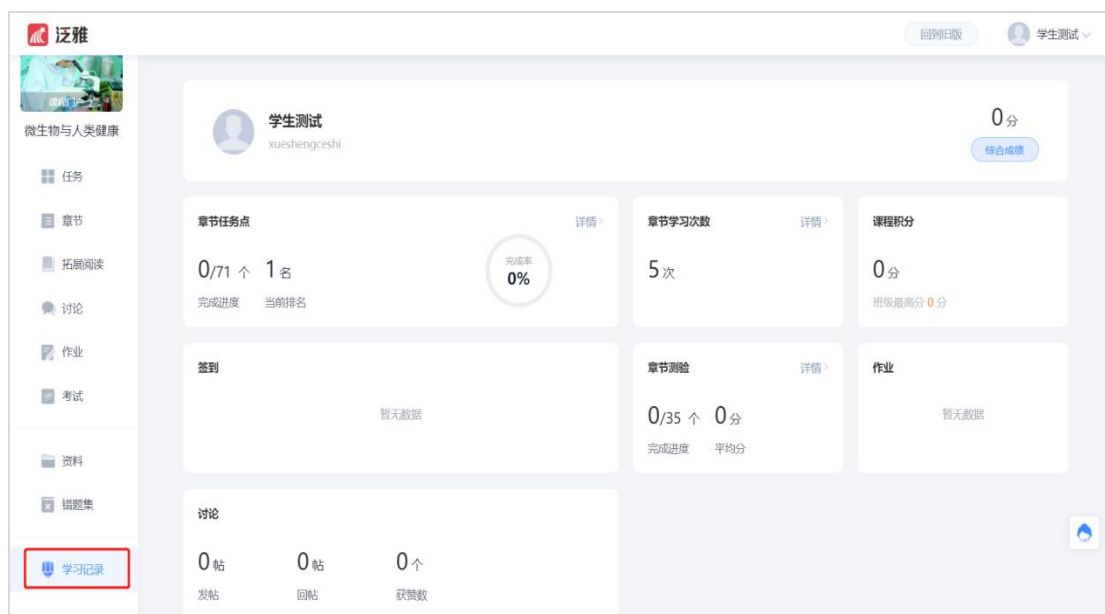 泛雅
回到旧版
学生测试
课程门户
微生物与人类健康
任务
章节
拓展阅读
讨论
作业
考试
资料
错题集
学习记录
学生测试
xueshengceshi
0分
综合成绩
章节任务点 详情
0/71 个 1 名
完成进度 当前排名
完成率
0%
章节学习次数 详情
5 次
课程积分
0 分
班级最高分 0 分
签到
暂无数据
章节测验 详情
0/35 个 0 分
完成进度 平均分
作业
暂无数据
讨论
0 帖 0 帖 0 个
发帖 回帖 获赞数